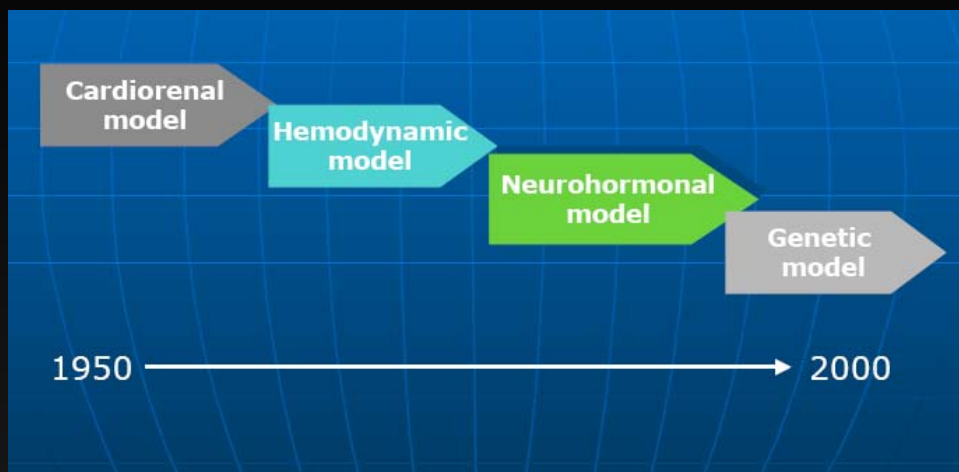 Cardiorenal
model
Hemodynamic
model
Neurohormonal
model
Genetic
model
1950
2000